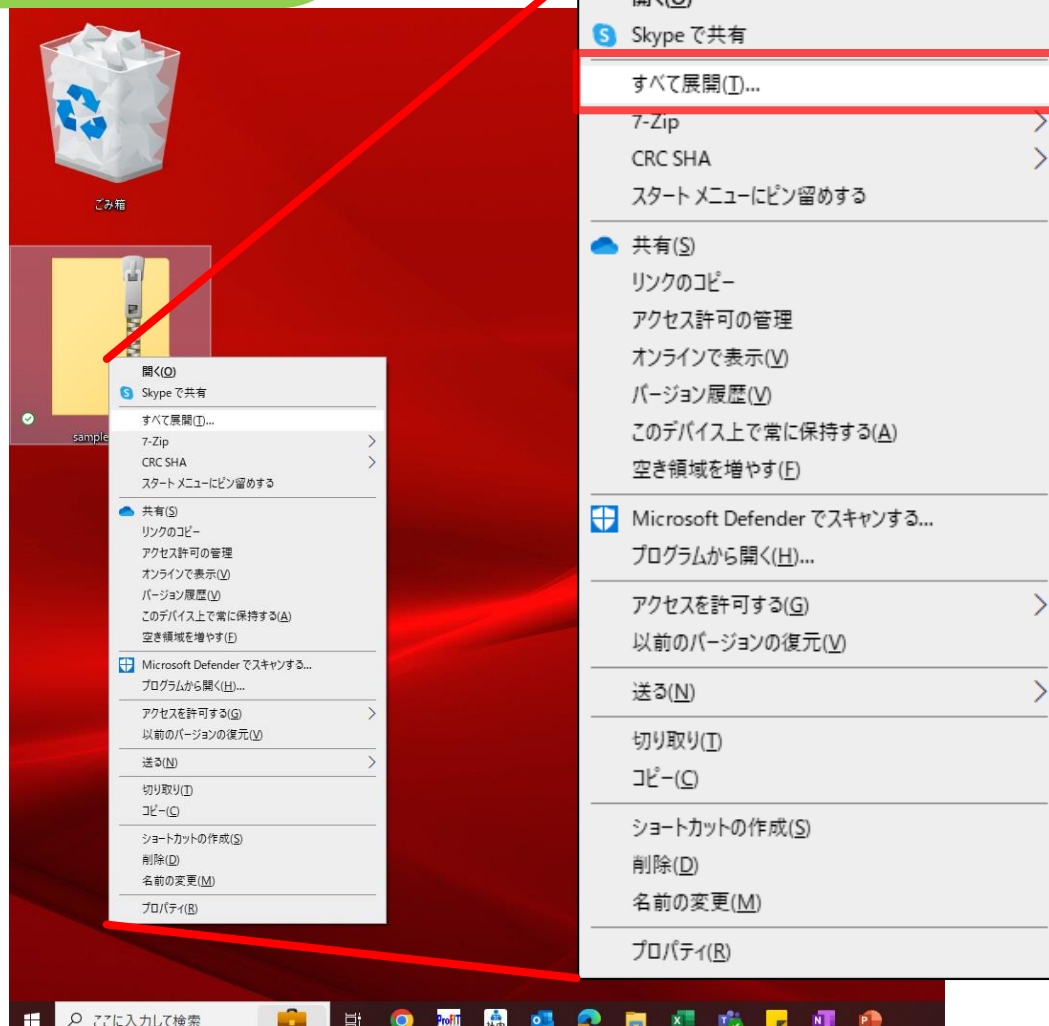 ごみ箱
sample
開く(O)
Skype で共有
すべて展開(T)...
7-Zip
CRC SHA
スタート メニューにピン留めする
共有(S)
リンクのコピー
アクセス許可の管理
オンラインで表示(V)
バージョン履歴(V)
このデバイス上で常に保持する(A)
空き領域を増やす(F)
Microsoft Defender でスキャンする...
プログラムから開く(H)...
アクセスを許可する(G)
以前のバージョンの復元(V)
送る(N)
切り取り(T)
コピー(C)
ショートカットの作成(S)
削除(D)
名前の変更(M)
プロパティ(R)
開く(O)
Skype で共有
すべて展開(T)...
7-Zip
CRC SHA
スタート メニューにピン留めする
共有(S)
リンクのコピー
アクセス許可の管理
オンラインで表示(V)
バージョン履歴(V)
このデバイス上で常に保持する(A)
空き領域を増やす(F)
Microsoft Defender でスキャンする...
プログラムから開く(H)...
アクセスを許可する(G)
以前のバージョンの復元(V)
送る(N)
切り取り(T)
コピー(C)
ショートカットの作成(S)
削除(D)
名前の変更(M)
プロパティ(R)
ここに入力して検索
ProfIT